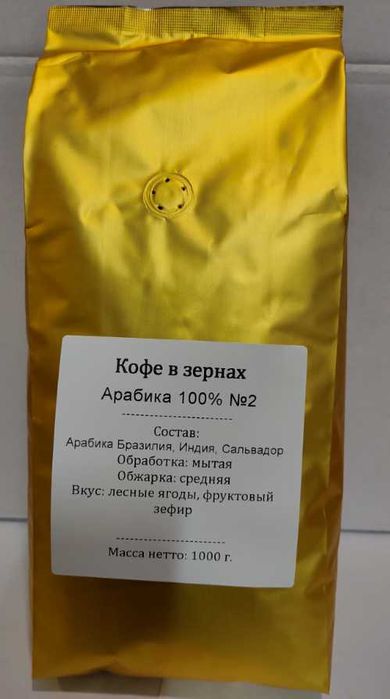 Кофе в зернах
Арабика 100% №2
------------------------
Состав:
Арабика Бразилия, Индия, Сальвадор
Обработка: мытая
Обжарка: средняя
Вкус: лесные ягоды, фруктовый
зефир
------------------------
Масса нетто: 1000 г.